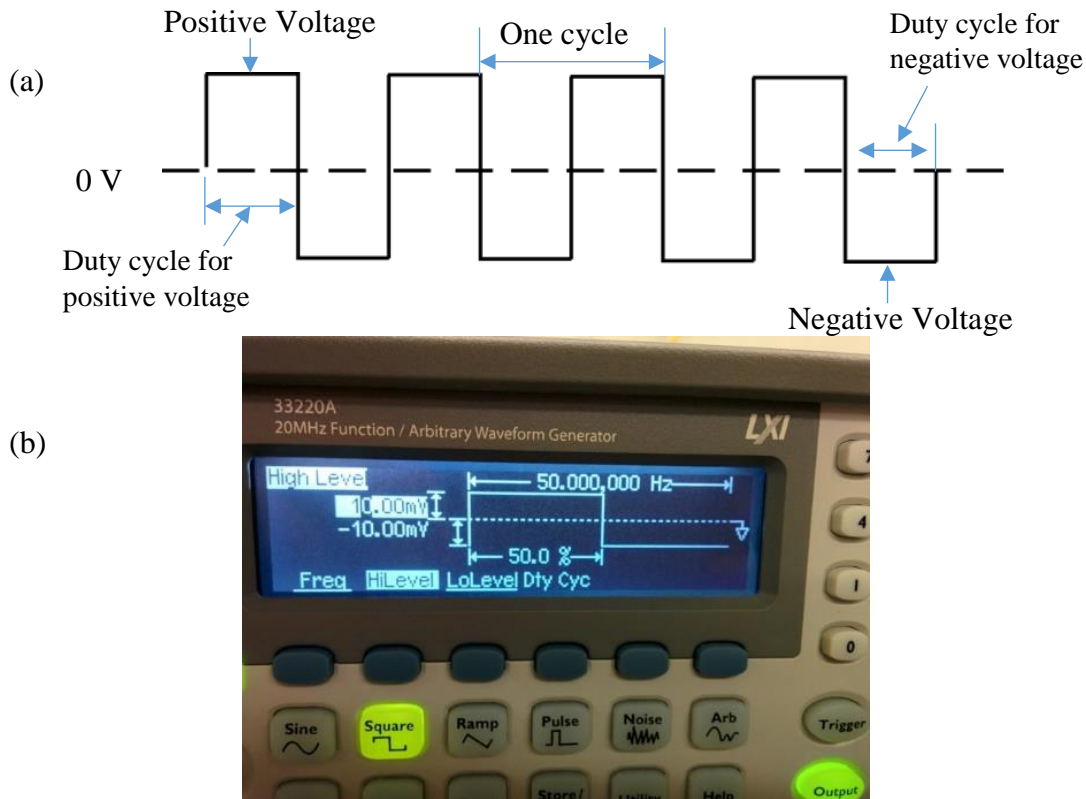 Positive Voltage
One cycle
Duty cycle for
negative voltage
(a)
0 V
Duty cycle for
positive voltage
Negative Voltage
(b)
33220A
20MHz Function / Arbitrary Waveform Generator
LXI
High Level
50.000,000 Hz
10.00mV
-10.00mV
50.0 %
Freq HiLevel LoLevel Dty Cyc
7
4
1
0
Sine
Square
Ramp
Pulse
Noise
Arb
Trigger
Store/
Utility
Help
Output